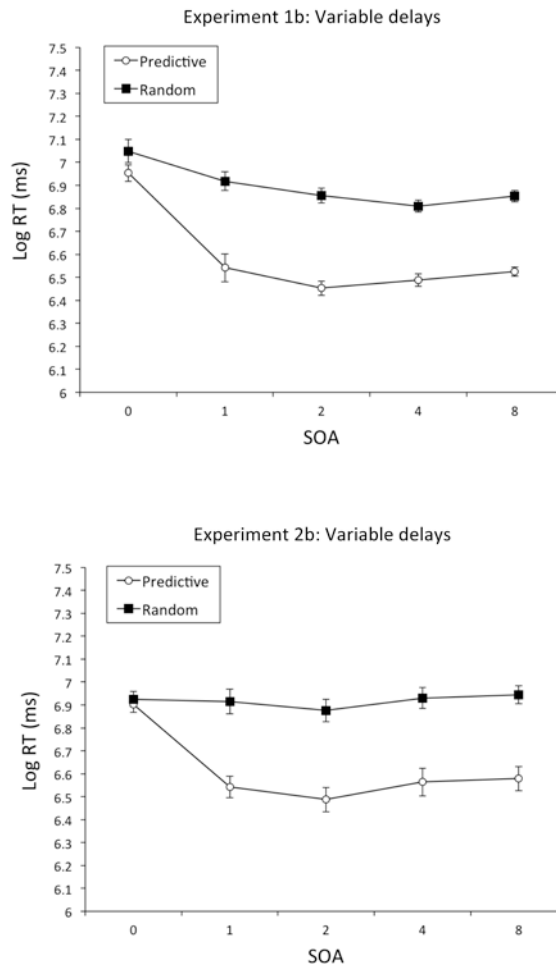 Experiment 1b: Variable delays
7.5
7.4
7.3
7.2
7.1
7
6.9
6.8
6.7
6.6
6.5
6.4
6.3
6.2
6.1
6
Predictive
Random
Log RT (ms)
0 1 2 4 8
SOA
Experiment 2b: Variable delays
7.5
7.4
7.3
7.2
7.1
7
6.9
6.8
6.7
6.6
6.5
6.4
6.3
6.2
6.1
6
Predictive
Random
Log RT (ms)
0 1 2 4 8
SOA